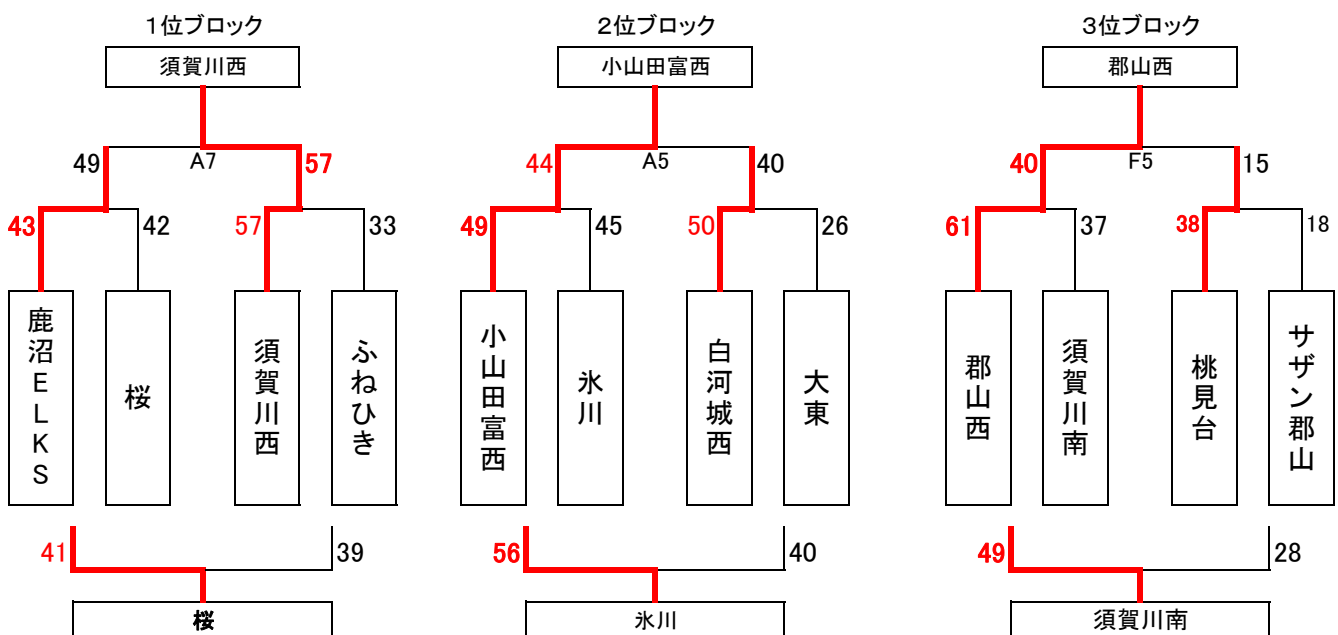 1位ブロック
2位ブロック
3位ブロック
須賀川西
小山田富西
郡山西
49
A7
57
44
A5
40
40
F5
15
43
42
57
33
49
45
50
26
61
37
38
18
鹿沼ELKS
桜
須賀川西
ふねひき
小山田富西
氷川
白河城西
大東
郡山西
須賀川南
桃見台
サザン郡山
41
39
56
40
49
28
桜
氷川
須賀川南